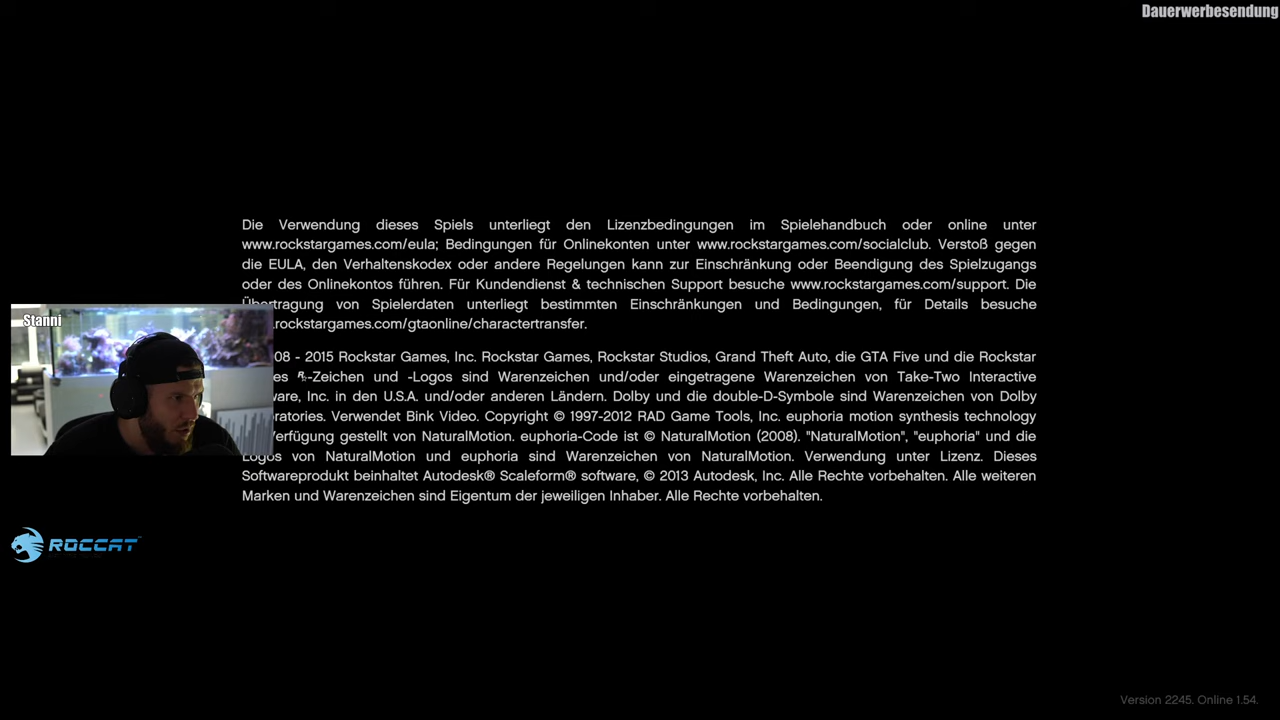 Dauerwerbesendung
Die Verwendung dieses Spiels unterliegt den Lizenzbedingungen im Spielehandbuch oder online unter
www.rockstargames.com/eula; Bedingungen für Onlinekonten unter www.rockstargames.com/socialclub. Verstoß gegen
die EULA, den Verhaltenskodex oder andere Regelungen kann zur Einschränkung oder Beendigung des Spielzugangs
oder des Onlinekontos führen. Für Kundendienst & technischen Support besuche www.rockstargames.com/support. Die
Übertragung von Spielerdaten unterliegt bestimmten Einschränkungen und Bedingungen, für Details besuche
.rockstargames.com/gtaonline/charactertransfer.
Stanni
08 - 2015 Rockstar Games, Inc. Rockstar Games, Rockstar Studios, Grand Theft Auto, die GTA Five und die Rockstar
es R-Zeichen und -Logos sind Warenzeichen und/oder eingetragene Warenzeichen von Take-Two Interactive
ware, Inc. in den U.S.A. und/oder anderen Ländern. Dolby und die double-D-Symbole sind Warenzeichen von Dolby
ratories. Verwendet Bink Video. Copyright © 1997-2012 RAD Game Tools, Inc. euphoria motion synthesis technology
Verfügung gestellt von NaturalMotion. euphoria-Code ist © NaturalMotion (2008). "NaturalMotion", "euphoria" und die
Logos von NaturalMotion und euphoria sind Warenzeichen von NaturalMotion. Verwendung unter Lizenz. Dieses
Softwareprodukt beinhaltet Autodesk® Scaleform® software, © 2013 Autodesk, Inc. Alle Rechte vorbehalten. Alle weiteren
Marken und Warenzeichen sind Eigentum der jeweiligen Inhaber. Alle Rechte vorbehalten.
ROCCAT
Version 2245. Online 1.54.